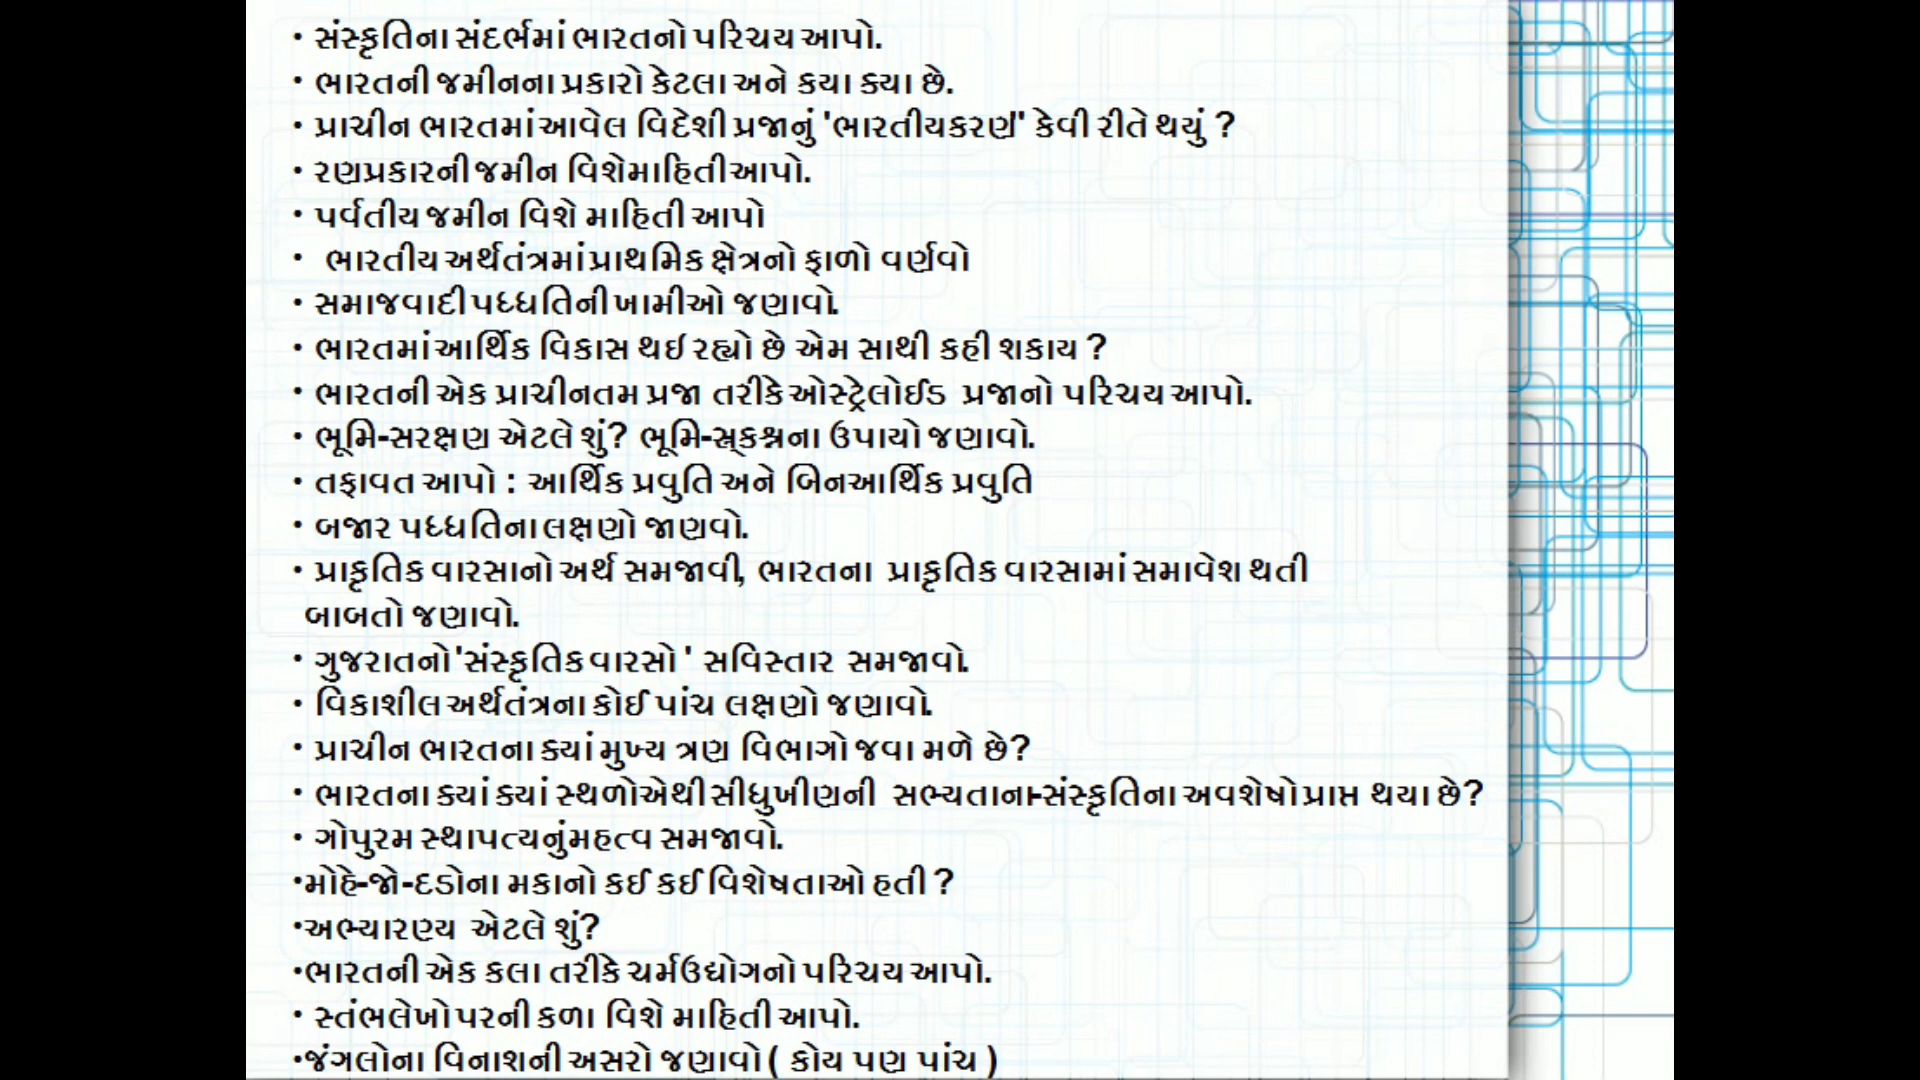 • સંસ્કૃતિના સંદર્ભમાં ભારતનો પરિચય આપો.
• ભારતની જમીનના પ્રકારો કેટલા અને કયા ક્યા છે.
• પ્રાચીન ભારતમાં આવેલ વિદેશી પ્રજાનું 'ભારતીયકરણ" કેવી રીતે થયું ?
• રણપ્રકારની જમીન વિશે માહિતી આપો.
• પર્વતીય જમીન વિશે માહિતી આપો
• ભારતીય અર્થતંત્રમાં પ્રાથમિક ક્ષેત્રનો ફાળો વર્ણવો
• સમાજવાદી પધ્ધતિની ખામીઓ જણાવો.
• ભારતમાં આર્થિક વિકાસ થઈ રહ્યો છે એમ સાથી કહી શકાય ?
• ભારતની એક પ્રાચીનતમ પ્રજા તરીકે ઓસ્ટ્રેલોઈડ પ્રજાનો પરિચય આપો.
• ભૂમિ-સરક્ષણ એટલે શું? ભૂમિ-સ્ર્કશ્નના ઉપાયો જણાવો.
• તફાવત આપો : આર્થિક પ્રવુતિ અને બિનઆર્થિક પ્રવુતિ
• બજાર પધ્ધતિના લક્ષણો જાણવો.
• પ્રાકૃતિક વારસાનો અર્થ સમજાવી, ભારતના પ્રાકૃતિક વારસામાં સમાવેશ થતી
બાબતો જણાવો.
• ગુજરાતનો 'સંસ્કૃતિક વારસો ' સવિસ્તાર સમજાવો.
• વિકાશીલ અર્થતંત્રના કોઈ પાંચ લક્ષણો જણાવો.
• પ્રાચીન ભારતના ક્યાં મુખ્ય ત્રણ વિભાગો જવા મળે છે?
• ભારતના ક્યાં ક્યાં સ્થળોએથી સીધુખીણની સભ્યતાના-સંસ્કૃતિના અવશેષો પ્રાપ્ત થયા છે?
• ગોપુરમ સ્થાપત્યનું મહત્વ સમજાવો.
•મોહે-જો-દડોના મકાનો કઈ કઈ વિશેષતાઓ હતી ?
•અભ્યારણ્ય એટલે શું?
•ભારતની એક કલા તરીકે ચર્મઉદ્યોગનો પરિચય આપો.
• સ્તંભલેખો પરની કળા વિશે માહિતી આપો.
•જંગલોના વિનાશની અસરો જણાવો ( કોય પણ પાંચ )